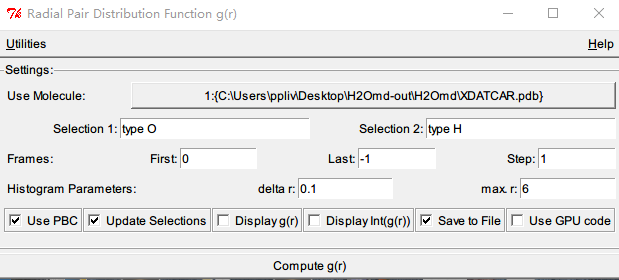 Radial Pair Distribution Function g(r)
Utilities Help
Settings:
Use Molecule: 1:{C:\Users\ppliv\Desktop\H2Omd-out\H2Omd\XDATCAR.pdb}
Selection 1: type O Selection 2: type H
Frames: First: 0 Last: -1 Step: 1
Histogram Parameters: delta r: 0.1 max. r: 6
Use PBC Update Selections Display g(r) Display Int(g(r)) Save to File Use GPU code
Compute g(r)